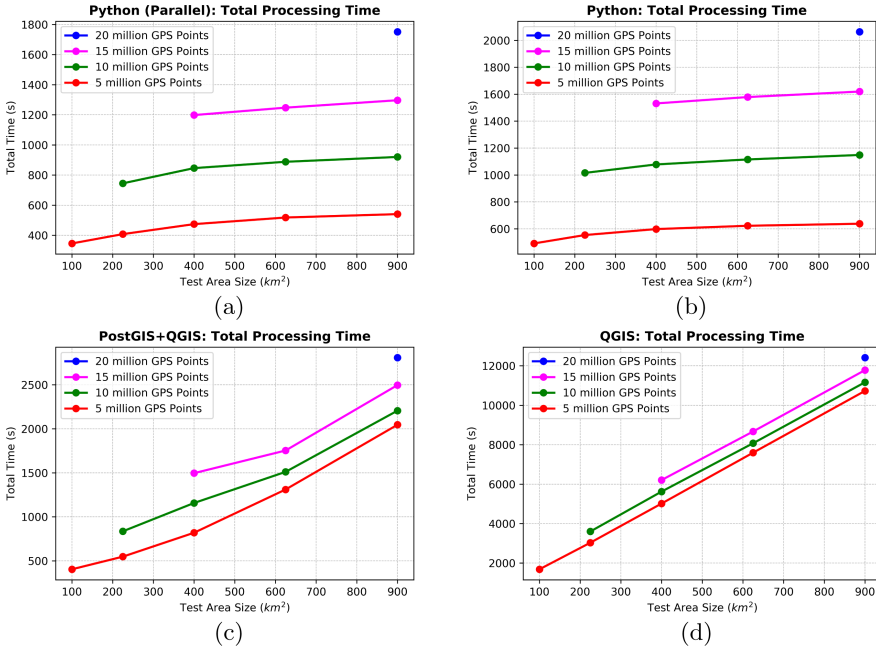 Python (Parallel): Total Processing Time
1800
1600
1400
1200
1000
800
600
400
Total Time (s)
20 million GPS Points
15 million GPS Points
10 million GPS Points
5 million GPS Points
100 200 300 400 500 600 700 800 900
Test Area Size (km²)
(a)
Python: Total Processing Time
2000
1800
1600
1400
1200
1000
800
600
Total Time (s)
20 million GPS Points
15 million GPS Points
10 million GPS Points
5 million GPS Points
100 200 300 400 500 600 700 800 900
Test Area Size (km²)
(b)
PostGIS+QGIS: Total Processing Time
2500
2000
1500
1000
500
Total Time (s)
20 million GPS Points
15 million GPS Points
10 million GPS Points
5 million GPS Points
100 200 300 400 500 600 700 800 900
Test Area Size (km²)
(c)
QGIS: Total Processing Time
12000
10000
8000
6000
4000
2000
Total Time (s)
20 million GPS Points
15 million GPS Points
10 million GPS Points
5 million GPS Points
100 200 300 400 500 600 700 800 900
Test Area Size (km²)
(d)